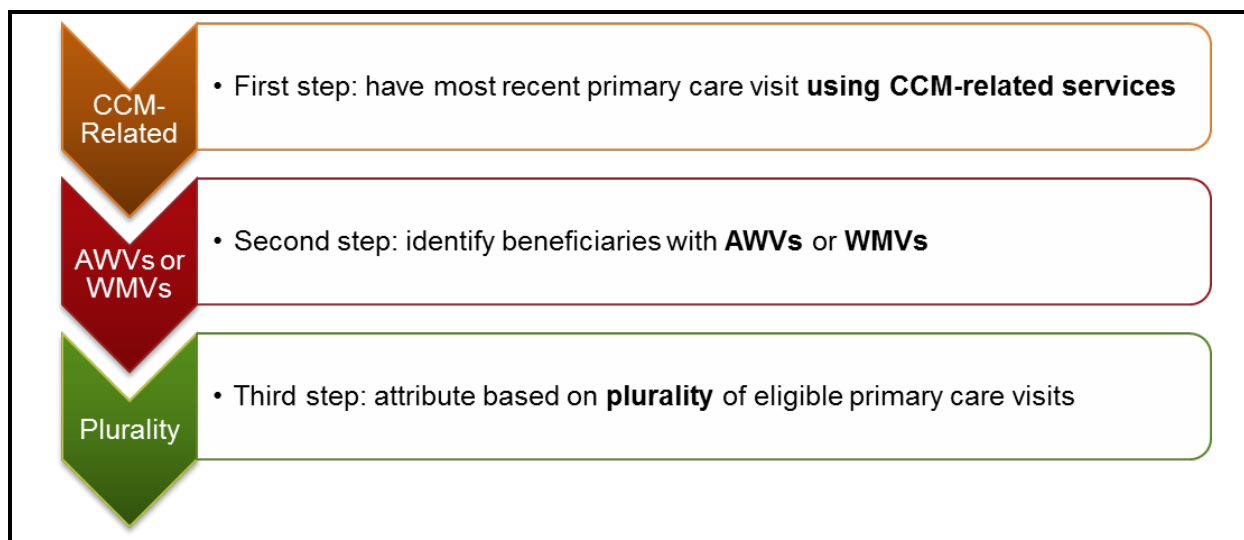 CCM-
Related
• First step: have most recent primary care visit using CCM-related services
AWVs or
WMVs
• Second step: identify beneficiaries with AWVs or WMVs
Plurality
• Third step: attribute based on plurality of eligible primary care visits